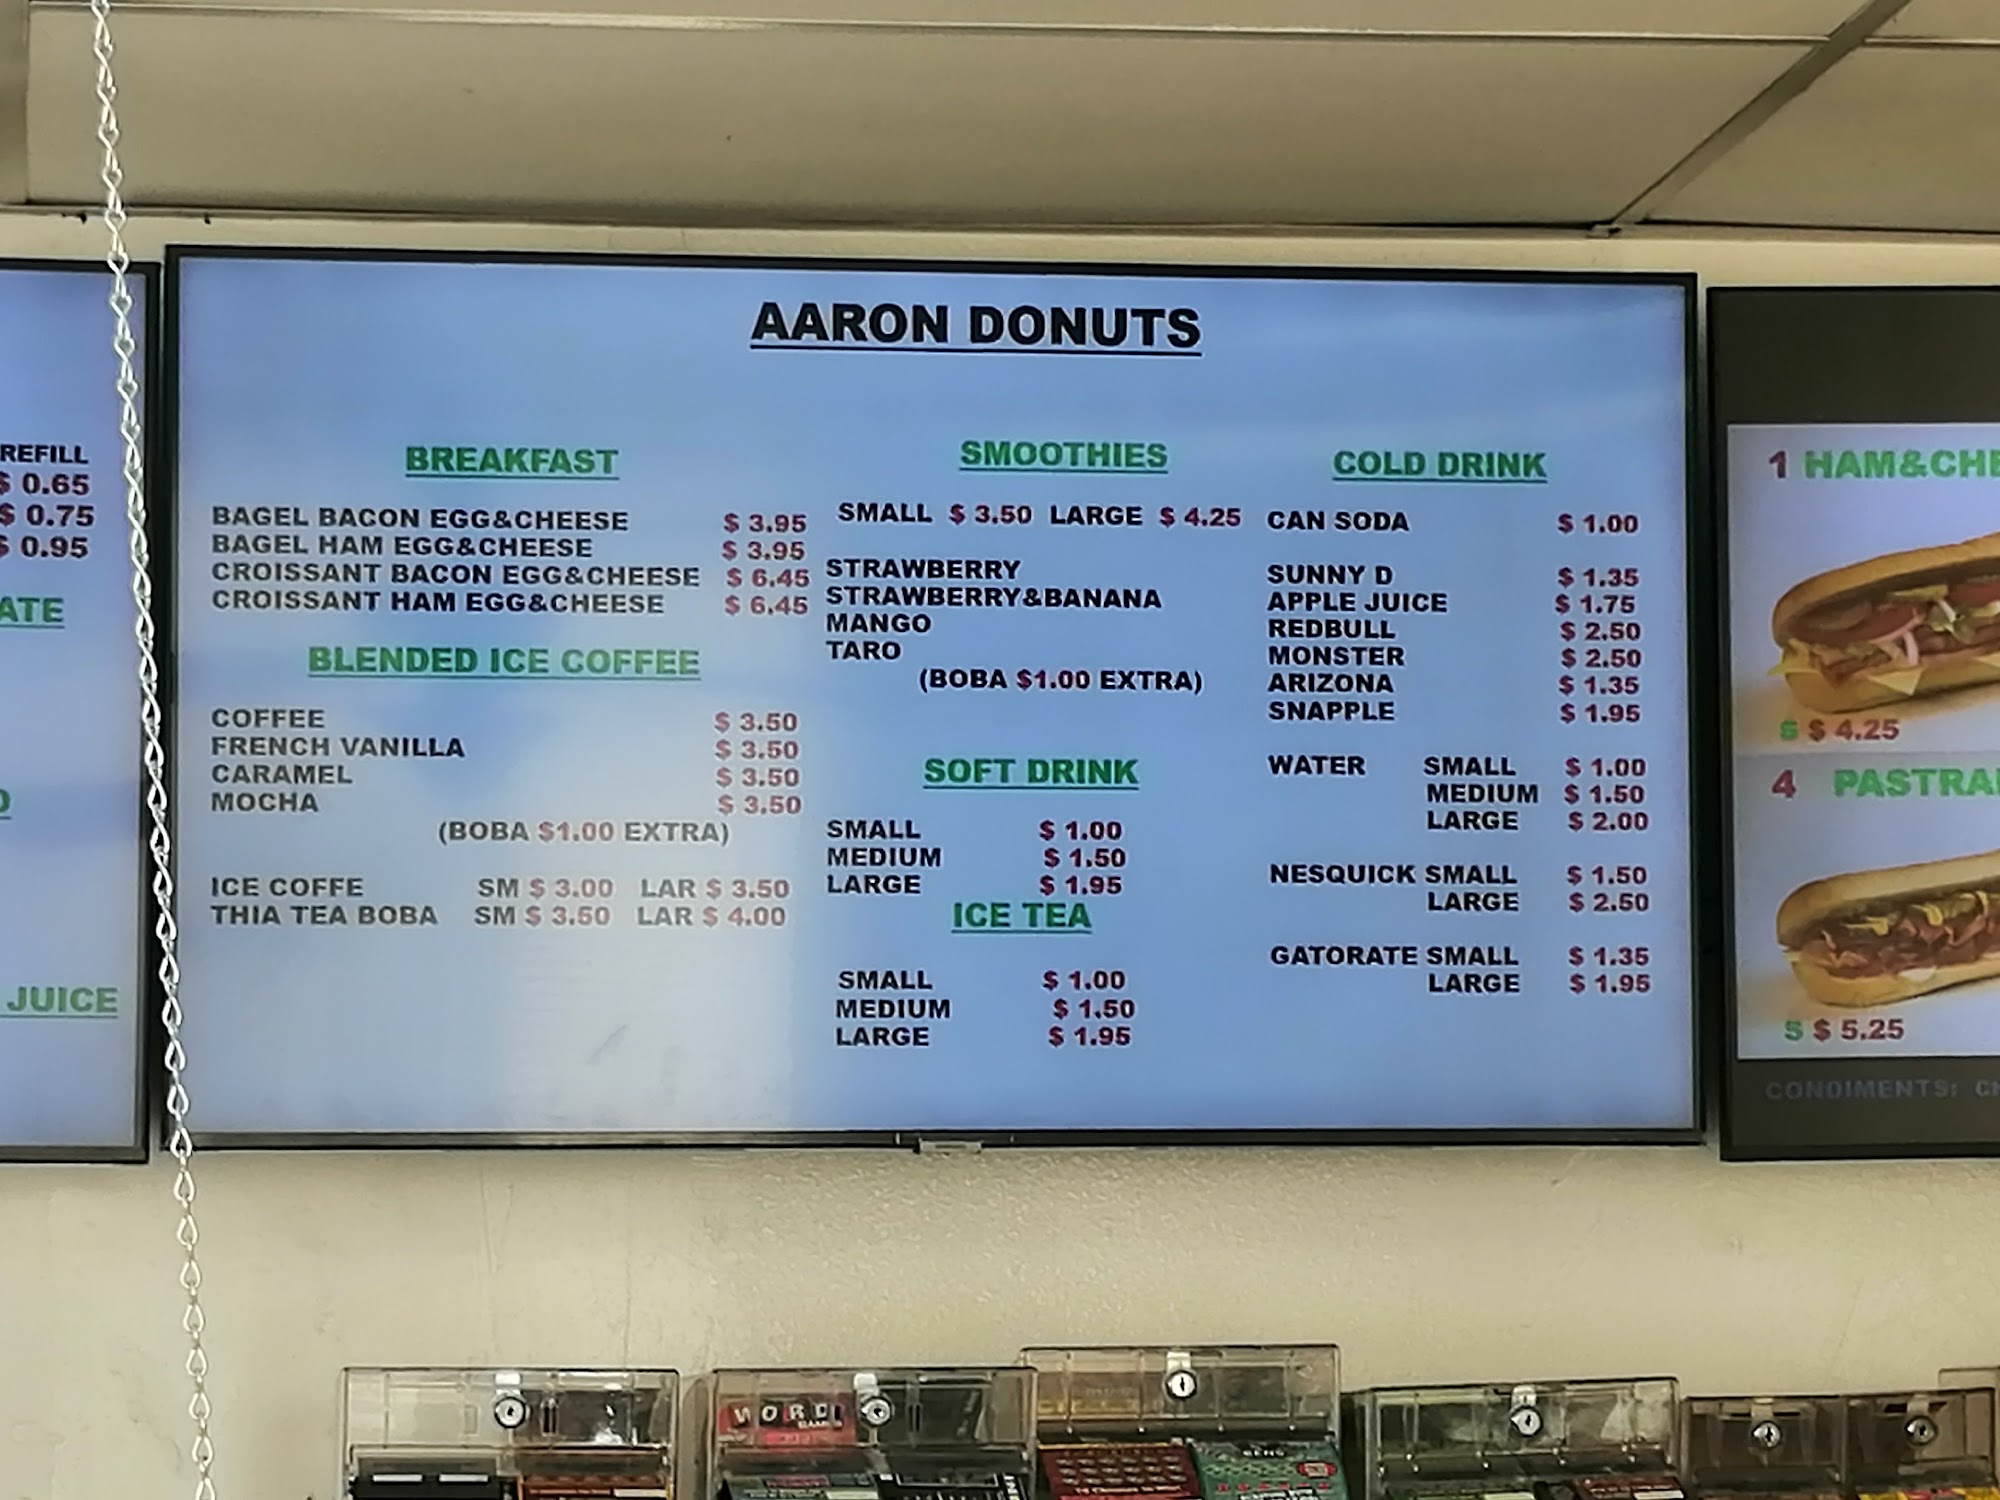 AARON DONUTS
REFILL
$ 0.65
$ 0.75
$ 0.95
JUICE
BREAKFAST
BAGEL BACON EGG&CHEESE $ 3.95
BAGEL HAM EGG&CHEESE $ 3.95
CROISSANT BACON EGG&CHEESE $ 6.45
CROISSANT HAM EGG&CHEESE $ 6.45
BLENDED ICE COFFEE
COFFEE $ 3.50
FRENCH VANILLA $ 3.50
CARAMEL $ 3.50
MOCHA $ 3.50
(BOBA $1.00 EXTRA)
ICE COFFE SM $ 3.00 LAR $ 3.50
THIA TEA BOBA SM $ 3.50 LAR $ 4.00
SMOOTHIES
SMALL $ 3.50 LARGE $ 4.25
STRAWBERRY
STRAWBERRY&BANANA
MANGO
TARO
(BOBA $1.00 EXTRA)
SOFT DRINK
SMALL $ 1.00
MEDIUM $ 1.50
LARGE $ 1.95
ICE TEA
SMALL $ 1.00
MEDIUM $ 1.50
LARGE $ 1.95
COLD DRINK
CAN SODA $ 1.00
SUNNY D $ 1.35
APPLE JUICE $ 1.75
REDBULL $ 2.50
MONSTER $ 2.50
ARIZONA $ 1.35
SNAPPLE $ 1.95
WATER SMALL $ 1.00
MEDIUM $ 1.50
LARGE $ 2.00
NESQUICK SMALL $ 1.50
LARGE $ 2.50
GATORATE SMALL $ 1.35
LARGE $ 1.95
1 HAM&CHE
S $ 4.25
4 PASTRA
S $ 5.25
CONDIMENTS:
WORD